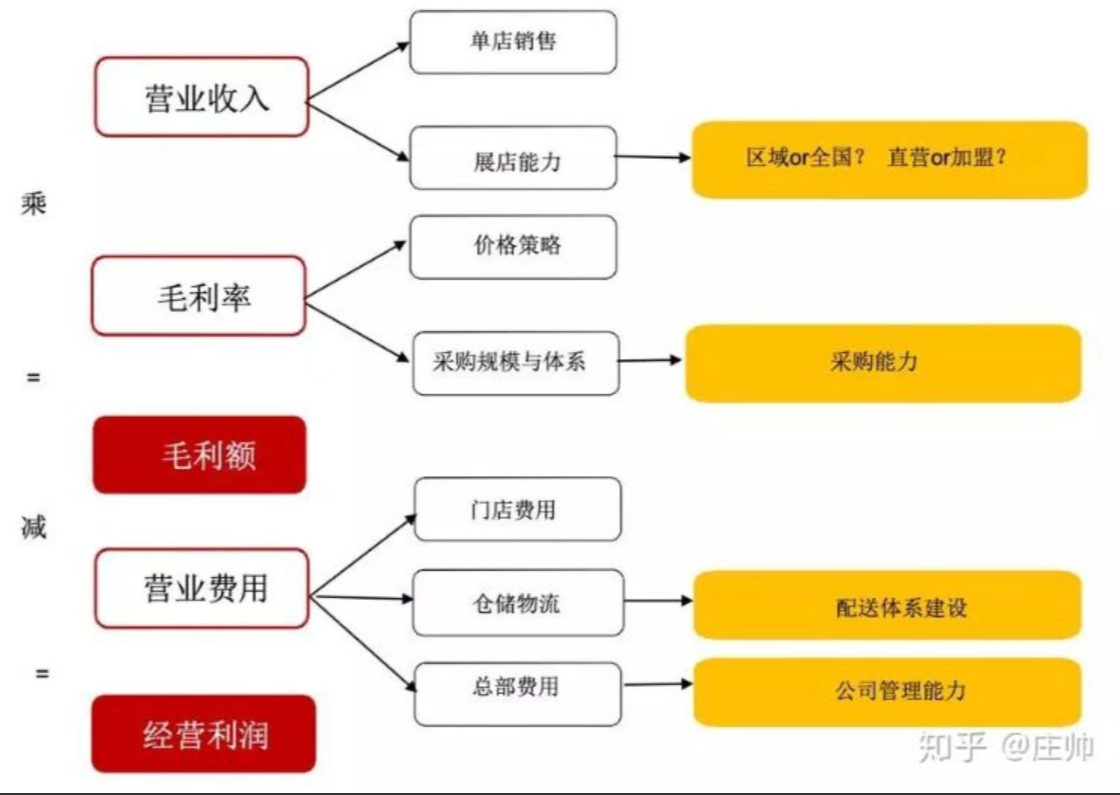 单店销售
营业收入
展店能力
区域or全国? 直营or加盟?
乘
价格策略
毛利率
采购规模与体系
采购能力
=
毛利额
门店费用
减
营业费用
仓储物流
配送体系建设
=
总部费用
公司管理能力
经营利润
知乎 @庄帅